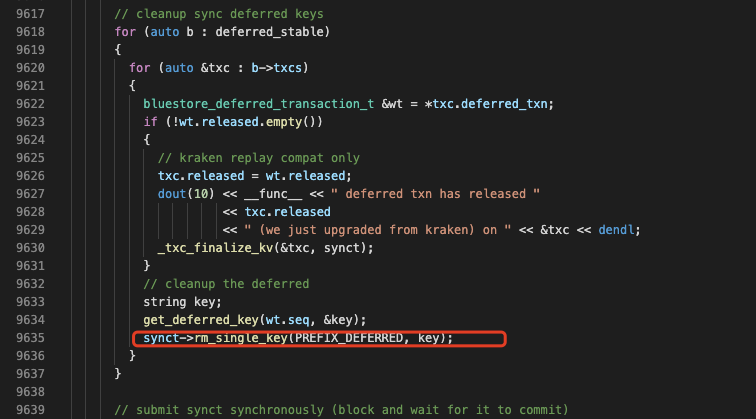 9617 // cleanup sync deferred keys
9618 for (auto b : deferred_stable)
9619 {
9620 for (auto &txc : b->txcs)
9621 {
9622 bluestore_deferred_transaction_t &wt = *txc.deferred_txn;
9623 if (!wt.released.empty())
9624 {
9625 // kraken replay compat only
9626 txc.released = wt.released;
9627 dout(10) << __func__ << " deferred txn has released "
9628 << txc.released
9629 << " (we just upgraded from kraken) on " << &txc << dendl;
9630 _txc_finalize_kv(&txc, synct);
9631 }
9632 // cleanup the deferred
9633 string key;
9634 get_deferred_key(wt.seq, &key);
9635 synct->rm_single_key(PREFIX_DEFERRED, key);
9636 }
9637 }
9638
9639 // submit synct synchronously (block and wait for it to commit)